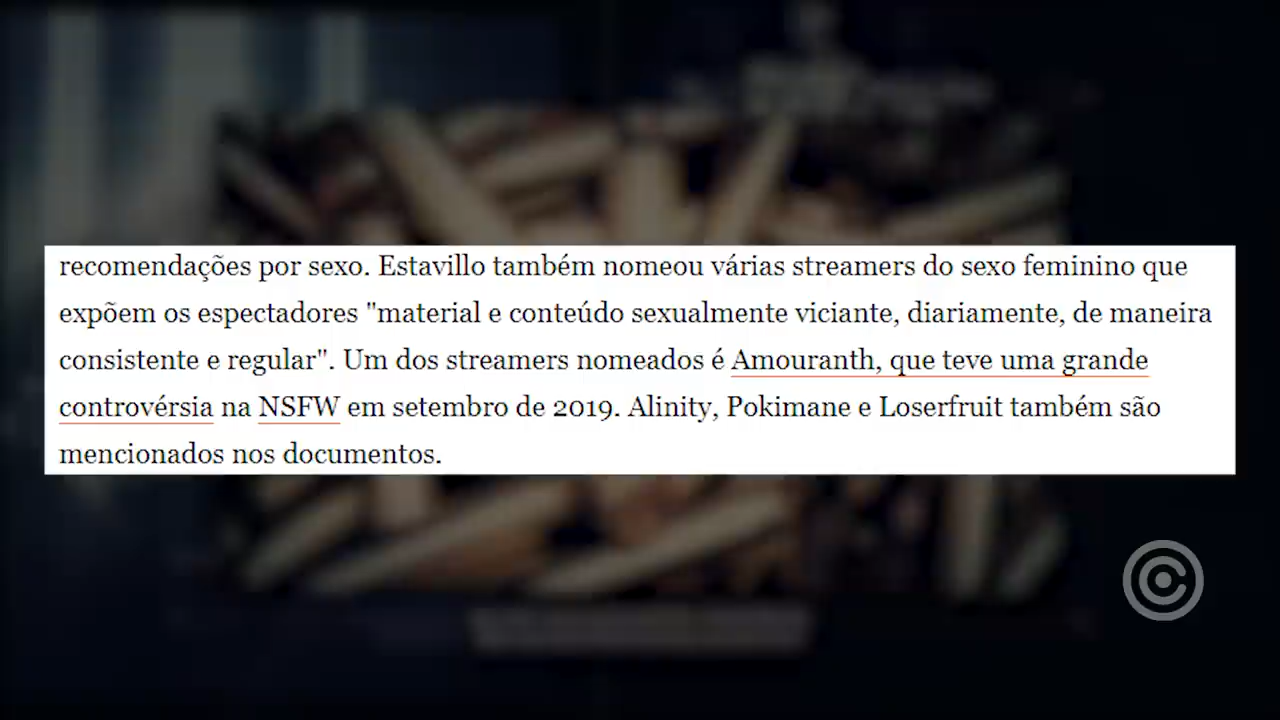 recomendações por sexo. Estavillo também nomeou várias streamers do sexo feminino que
expõem os espectadores "material e conteúdo sexualmente viciante, diariamente, de maneira
consistente e regular". Um dos streamers nomeados é Amouranth, que teve uma grande
controvérsia na NSFW em setembro de 2019. Alinity, Pokimane e Loserfruit também são
mencionados nos documentos.